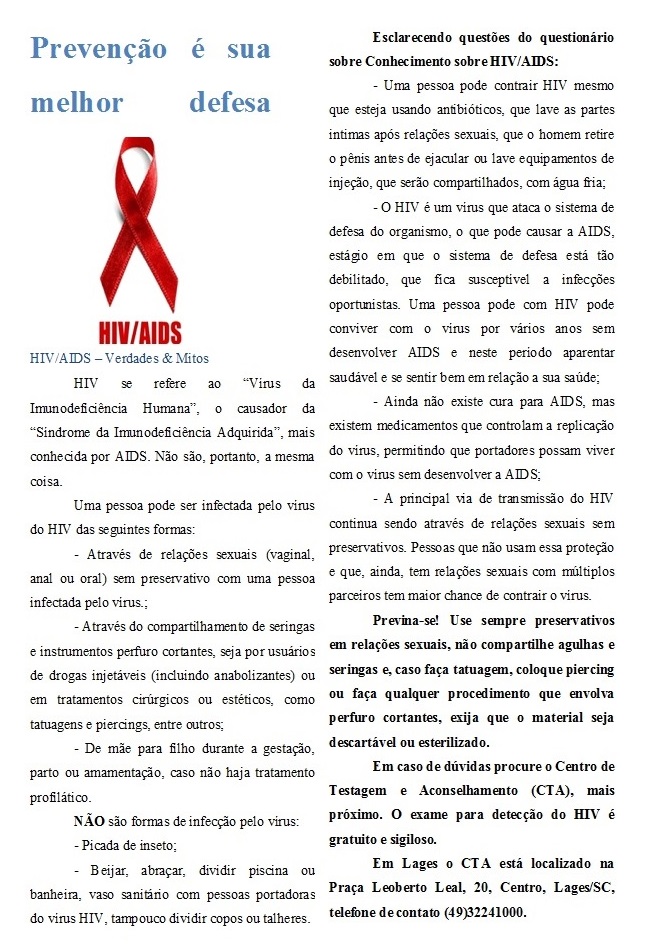 Prevenção é sua
melhor defesa
HIV/AIDS
HIV/AIDS – Verdades & Mitos
HIV se refere ao “Vírus da
Imunodeficiência Humana”, o causador da
“Síndrome da Imunodeficiência Adquirida”, mais
conhecida por AIDS. Não são, portanto, a mesma
coisa.
Uma pessoa pode ser infectada pelo vírus
do HIV das seguintes formas:
- Através de relações sexuais (vaginal,
anal ou oral) sem preservativo com uma pessoa
infectada pelo vírus.;
- Através do compartilhamento de seringas
e instrumentos perfuro cortantes, seja por usuários
de drogas injetáveis (incluindo anabolizantes) ou
em tratamentos cirúrgicos ou estéticos, como
tatuagens e piercings, entre outros;
- De mãe para filho durante a gestação,
parto ou amamentação, caso não haja tratamento
profilático.
NÃO são formas de infecção pelo vírus:
- Picada de inseto;
- Beijar, abraçar, dividir piscina ou
banheira, vaso sanitário com pessoas portadoras
do vírus HIV, tampouco dividir copos ou talheres.
Esclarecendo questões do questionário
sobre Conhecimento sobre HIV/AIDS:
- Uma pessoa pode contrair HIV mesmo
que esteja usando antibióticos, que lave as partes
intimas após relações sexuais, que o homem retire
o pênis antes de ejacular ou lave equipamentos de
injeção, que serão compartilhados, com água fria;
- O HIV é um vírus que ataca o sistema de
defesa do organismo, o que pode causar a AIDS,
estágio em que o sistema de defesa está tão
debilitado, que fica susceptível a infecções
oportunistas. Uma pessoa pode com HIV pode
conviver com o vírus por vários anos sem
desenvolver AIDS e neste período aparentar
saudável e se sentir bem em relação a sua saúde;
- Ainda não existe cura para AIDS, mas
existem medicamentos que controlam a replicação
do vírus, permitindo que portadores possam viver
com o vírus sem desenvolver a AIDS;
- A principal via de transmissão do HIV
continua sendo através de relações sexuais sem
preservativos. Pessoas que não usam essa proteção
e que, ainda, tem relações sexuais com múltiplos
parceiros tem maior chance de contrair o vírus.
Previna-se! Use sempre preservativos
em relações sexuais, não compartilhe agulhas e
seringas e, caso faça tatuagem, coloque piercing
ou faça qualquer procedimento que envolva
perfuro cortantes, exija que o material seja
descartável ou esterilizado.
Em caso de dúvidas procure o Centro de
Testagem e Aconselhamento (CTA), mais
próximo. O exame para detecção do HIV é
gratuito e sigiloso.
Em Lages o CTA está localizado na
Praça Leoberto Leal, 20, Centro, Lages/SC,
telefone de contato (49)32241000.